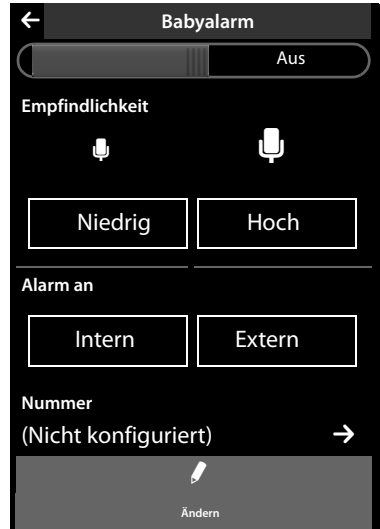 Babyalarm
Aus
Empfindlichkeit
Niedrig Hoch
Alarm an
Intern Extern
Nummer
(Nicht konfiguriert)
Ändern